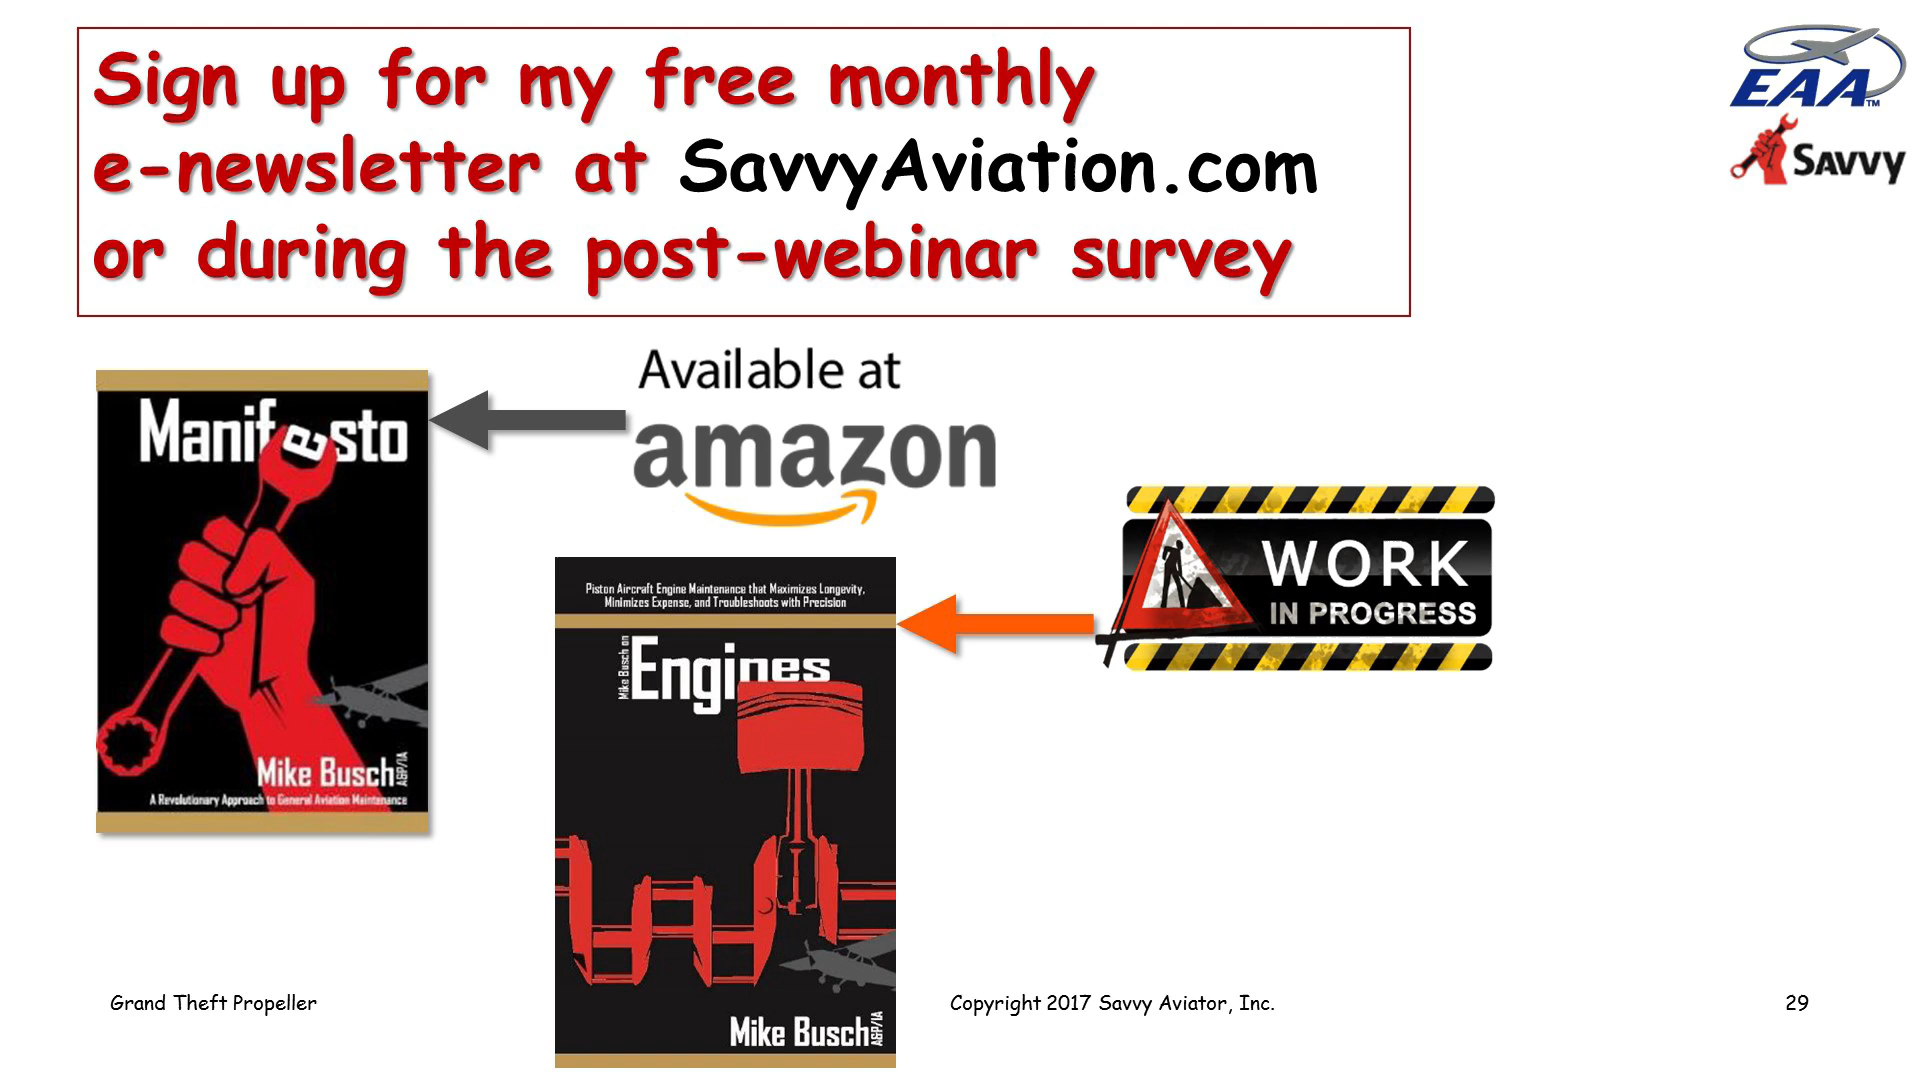 Sign up for my free monthly
e-newsletter at SavvyAviation.com
or during the post-webinar survey
EAA™
SAVVY
Available at
amazon
Manifesto
Mike Busch A&P/IA
A Revolutionary Approach to General Aviation Maintenance
WORK
IN PROGRESS
Piston Aircraft Engine Maintenance that Maximizes Longevity,
Minimizes Expense, and Troubleshoots with Precision
Mike Busch on
Engines
Mike Busch A&P/IA
Grand Theft Propeller
Copyright 2017 Savvy Aviator, Inc.
29